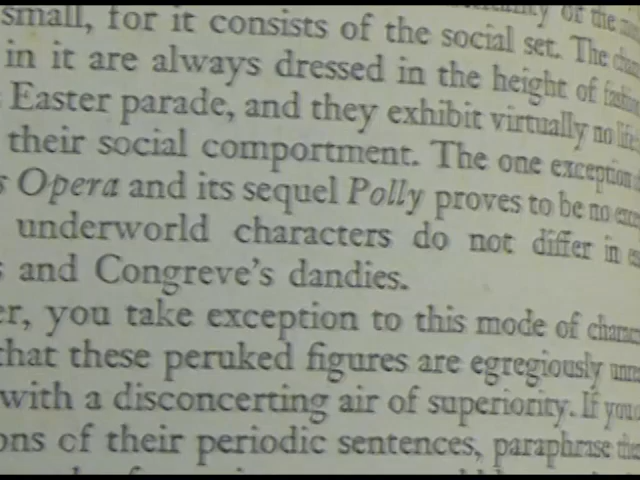 of the
small, for it consists of the social set. The
in it are always dressed in the height of
Easter parade, and they exhibit virtually no
their social comportment. The one exception
Opera and its sequel Polly proves to be no
underworld characters do not differ in
and Congreve's dandies.
you take exception to this mode of
that these peruked figures are egregiously
with a disconcerting air of superiority. If
of their periodic sentences, paraphrase